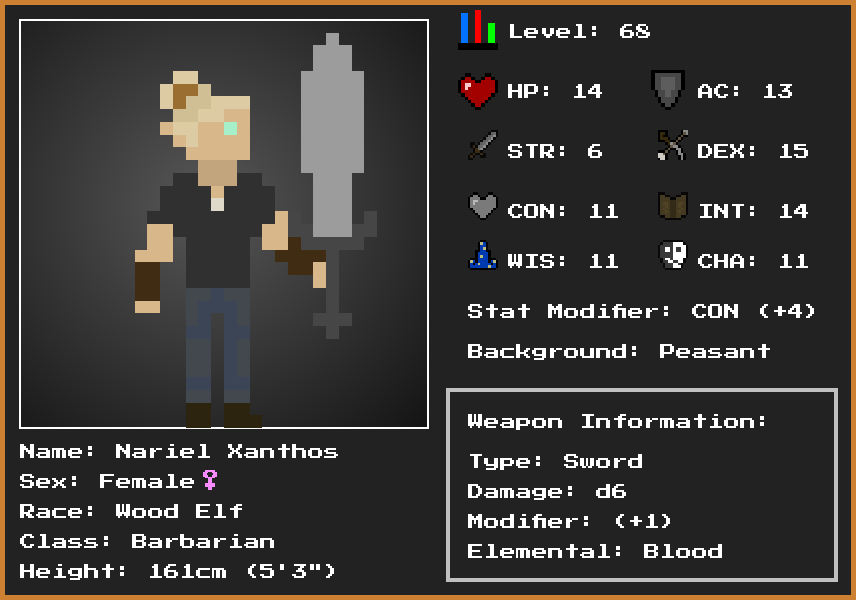 Level: 68
HP: 14 AC: 13
STR: 6 DEX: 15
CON: 11 INT: 14
WIS: 11 CHA: 11
Stat Modifier: CON (+4)
Background: Peasant
Weapon Information:
Type: Sword
Damage: d6
Modifier: (+1)
Elemental: Blood
Name: Nariel Xanthos
Sex: Female♀
Race: Wood Elf
Class: Barbarian
Height: 161cm (5'3")